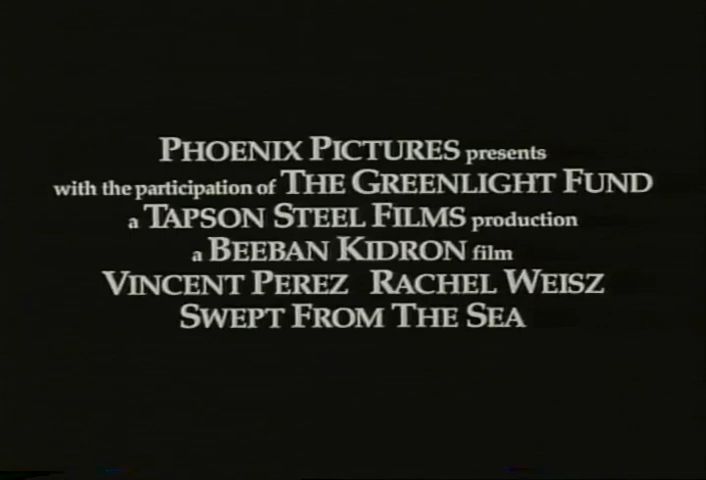 PHOENIX PICTURES presents
with the participation of THE GREENLIGHT FUND
a TAPSON STEEL FILMS production
a BEEBAN KIDRON film
VINCENT PEREZ RACHEL WEISZ
SWEPT FROM THE SEA